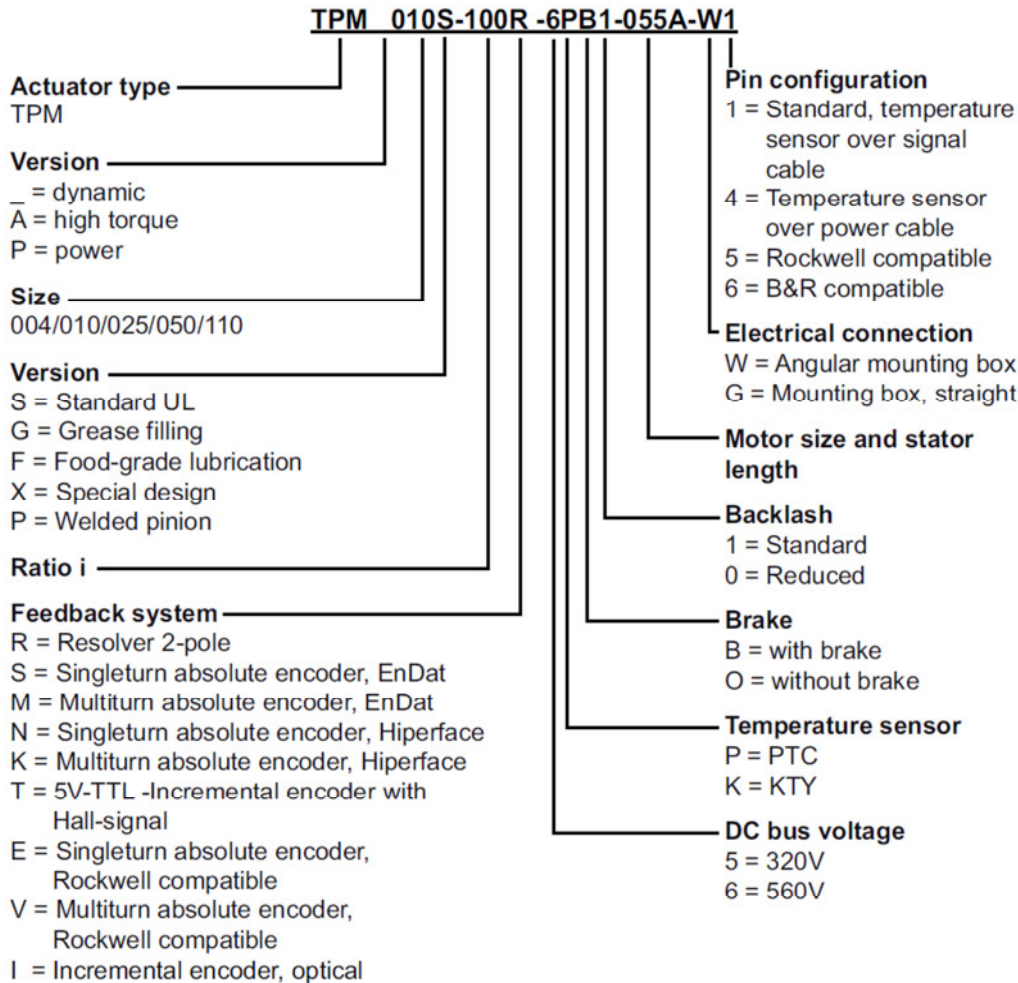 TPM_010S-100R -6PB1-055A-W1
Actuator type
TPM
Version
_ = dynamic
A = high torque
P = power
Size
004/010/025/050/110
Version
S = Standard UL
G = Grease filling
F = Food-grade lubrication
X = Special design
P = Welded pinion
Ratio i
Feedback system
R = Resolver 2-pole
S = Singleturn absolute encoder, EnDat
M = Multiturn absolute encoder, EnDat
N = Singleturn absolute encoder, Hiperface
K = Multiturn absolute encoder, Hiperface
T = 5V-TTL -Incremental encoder with
Hall-signal
E = Singleturn absolute encoder,
Rockwell compatible
V = Multiturn absolute encoder,
Rockwell compatible
I = Incremental encoder, optical
Pin configuration
1 = Standard, temperature
sensor over signal
cable
4 = Temperature sensor
over power cable
5 = Rockwell compatible
6 = B&R compatible
Electrical connection
W = Angular mounting box
G = Mounting box, straight
Motor size and stator
length
Backlash
1 = Standard
0 = Reduced
Brake
B = with brake
O = without brake
Temperature sensor
P = PTC
K = KTY
DC bus voltage
5 = 320V
6 = 560V